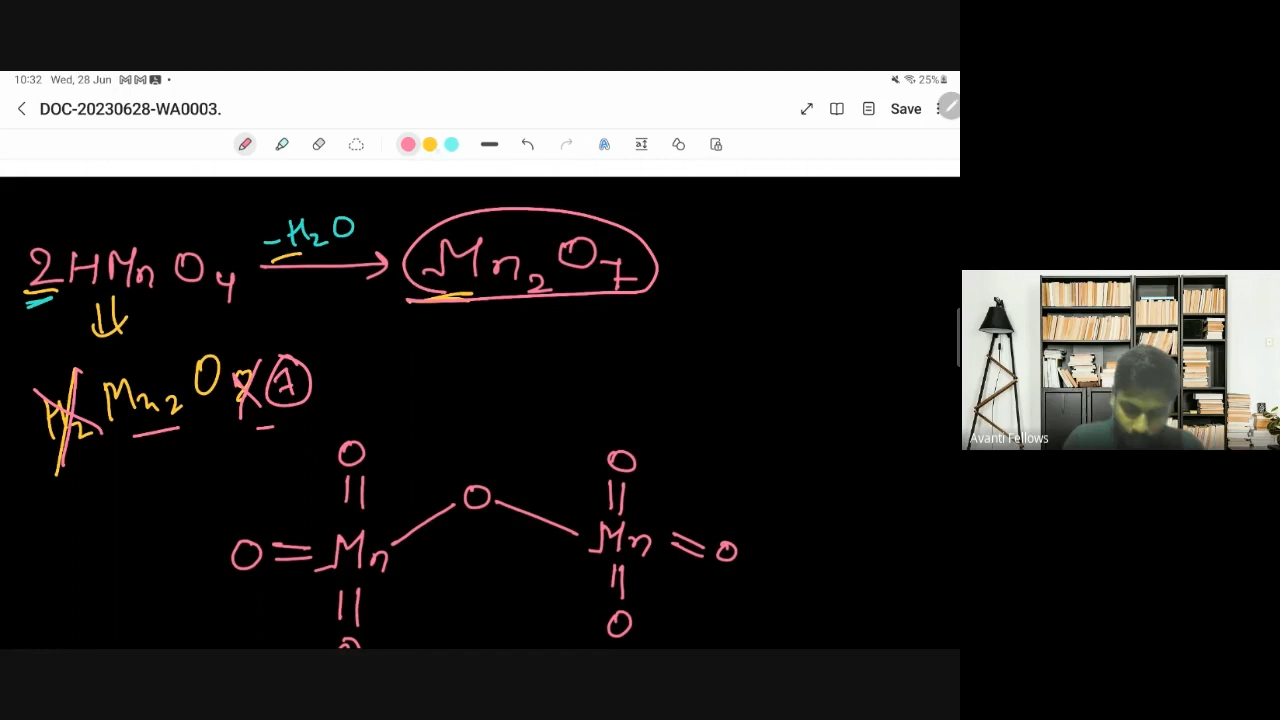 10:32 Wed, 28 Jun
25%
DOC-20230628-WA0003.
Save
-H₂O
2HMnO₄ → Mn₂O₇
H₂Mn₂O₈ 7
O
O
O
O=Mn Mn=O
O
O
Avanti Fellows